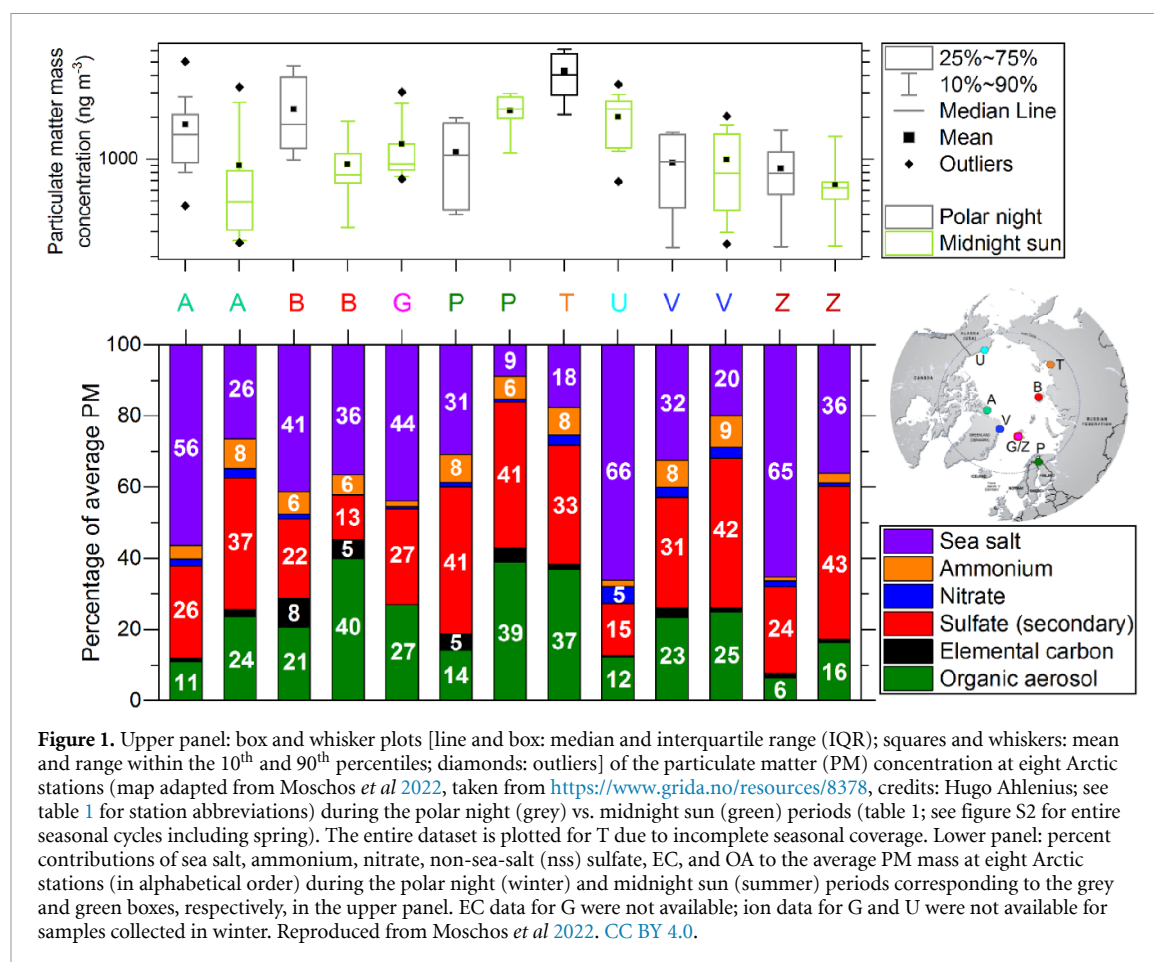 Particulate matter mass
concentration (ng m⁻³)
1000
25%~75%
10%~90%
Median Line
Mean
Outliers
Polar night
Midnight sun
A A B B G P P T U V V Z Z
Percentage of average PM
100
80
60
40
20
0
56 26 11
26 8 37 24
41 6 22 8 21
36 6 13 5 40
44 27 27
31 8 41 5 14
9 6 41 39
18 8 33 37
66 5 15 12
32 8 31 23
20 9 42 25
65 24 6
36 43 16
ALASKA
(USA)
CANADA
RUSSIAN
FEDERATION
U
T
B
A
V
G/Z
P
Sea salt
Ammonium
Nitrate
Sulfate (secondary)
Elemental carbon
Organic aerosol
Figure 1. Upper panel: box and whisker plots [line and box: median and interquartile range (IQR); squares and whiskers: mean
and range within the 10th and 90th percentiles; diamonds: outliers] of the particulate matter (PM) concentration at eight Arctic
stations (map adapted from Moschos et al 2022, taken from https://www.grida.no/resources/8378, credits: Hugo Ahlenius; see
table 1 for station abbreviations) during the polar night (grey) vs. midnight sun (green) periods (table 1; see figure S2 for entire
seasonal cycles including spring). The entire dataset is plotted for T due to incomplete seasonal coverage. Lower panel: percent
contributions of sea salt, ammonium, nitrate, non-sea-salt (nss) sulfate, EC, and OA to the average PM mass at eight Arctic
stations (in alphabetical order) during the polar night (winter) and midnight sun (summer) periods corresponding to the grey
and green boxes, respectively, in the upper panel. EC data for G were not available; ion data for G and U were not available for
samples collected in winter. Reproduced from Moschos et al 2022. CC BY 4.0.